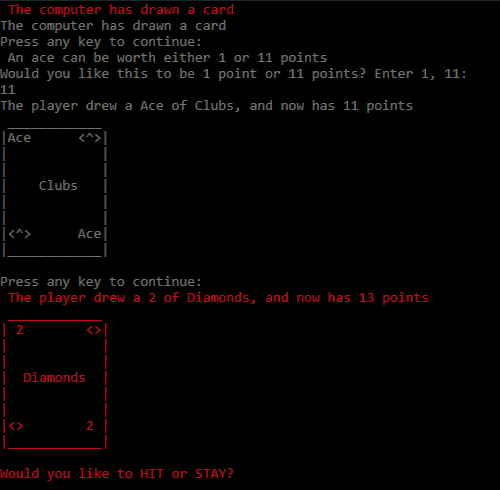 The computer has drawn a card
The computer has drawn a card
Press any key to continue:
An ace can be worth either 1 or 11 points
Would you like this to be 1 point or 11 points? Enter 1, 11:
11
The player drew a Ace of Clubs, and now has 11 points
Ace <^>
Clubs
<^> Ace
Press any key to continue:
The player drew a 2 of Diamonds, and now has 13 points
2 <>
Diamonds
<> 2
Would you like to HIT or STAY?